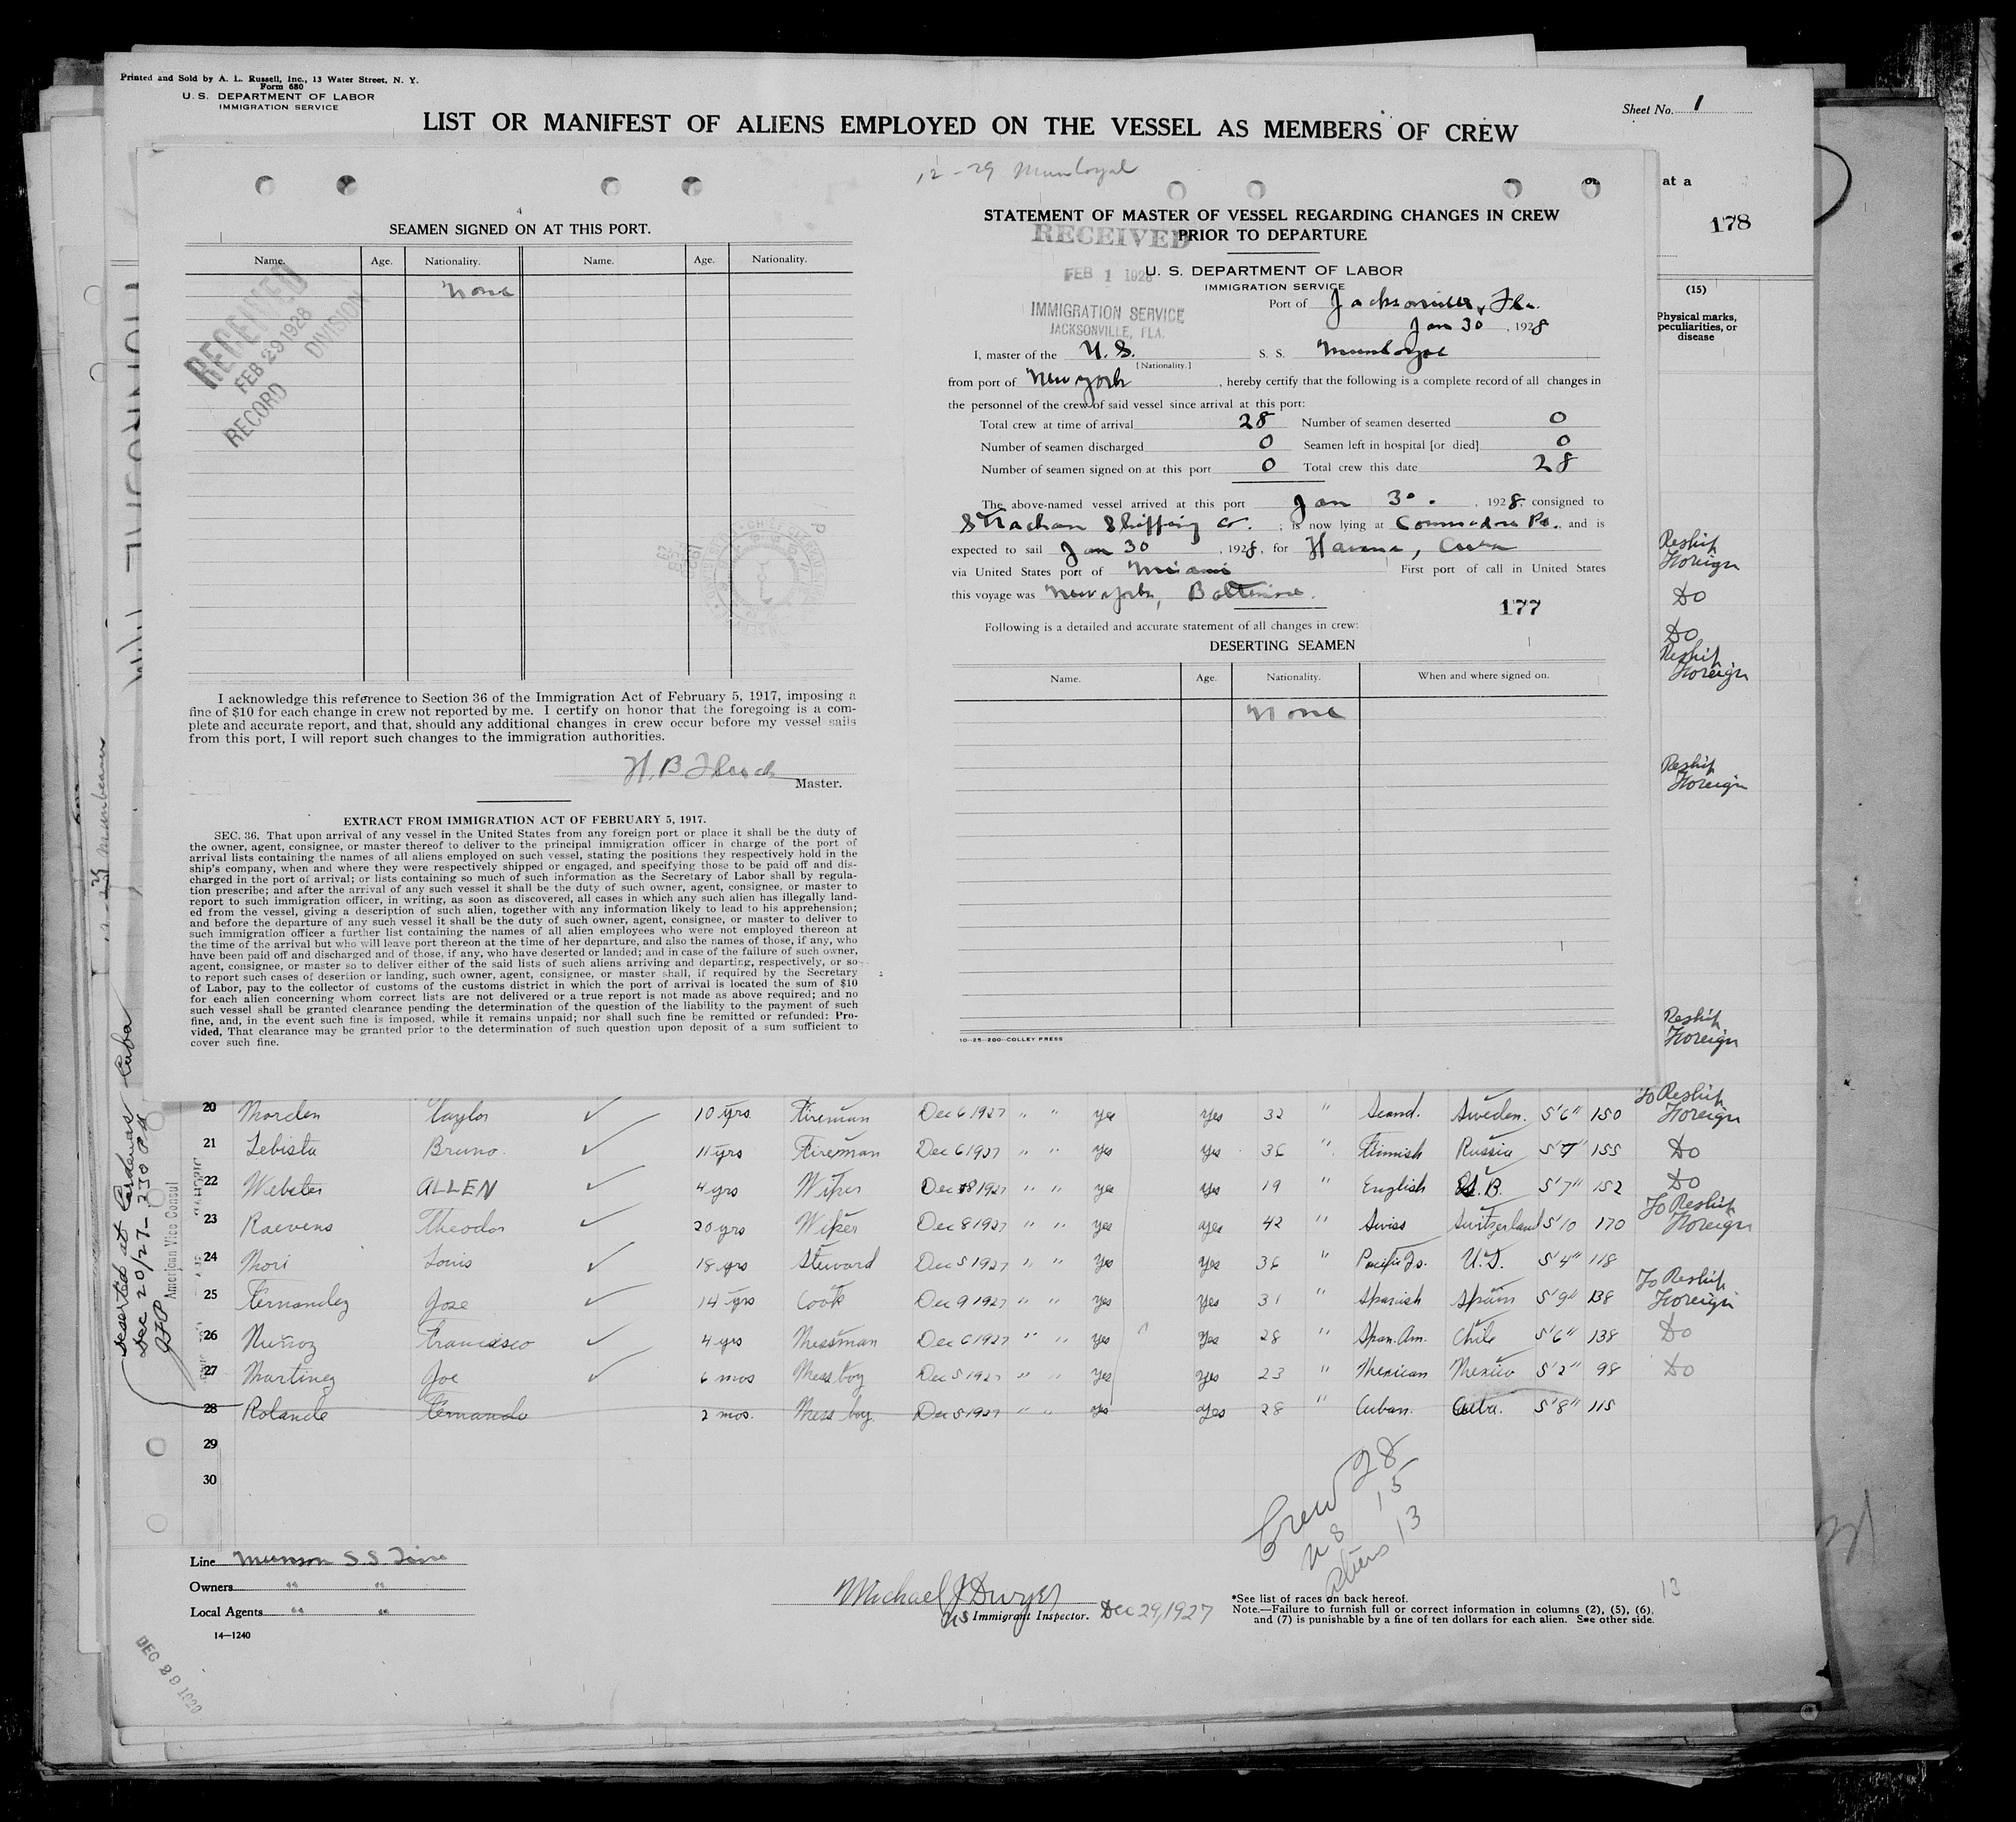 Printed and Sold by A. L. Russell, Inc., 13 Water Street, N. Y.
Form 680
U. S. DEPARTMENT OF LABOR
IMMIGRATION SERVICE
Sheet No. 1
LIST OR MANIFEST OF ALIENS EMPLOYED ON THE VESSEL AS MEMBERS OF CREW
12-29 Munloyal
at a
178
(15)
Physical marks,
peculiarities, or
disease
SEAMEN SIGNED ON AT THIS PORT.
Name. Age. Nationality. Name. Age. Nationality.
None
RECEIVED
FEB 29 1928
RECORD DIVISION
I acknowledge this reference to Section 36 of the Immigration Act of February 5, 1917, imposing a
fine of $10 for each change in crew not reported by me. I certify on honor that the foregoing is a com-
plete and accurate report, and that, should any additional changes in crew occur before my vessel sails
from this port, I will report such changes to the immigration authorities.
Master.
EXTRACT FROM IMMIGRATION ACT OF FEBRUARY 5, 1917.
SEC. 36. That upon arrival of any vessel in the United States from any foreign port or place it shall be the duty of
the owner, agent, consignee, or master thereof to deliver to the principal immigration officer in charge of the port of
arrival lists containing the names of all aliens employed on such vessel, stating the positions they respectively hold in the
ship's company, when and where they were respectively shipped or engaged, and specifying those to be paid off and dis-
charged in the port of arrival; or lists containing so much of such information as the Secretary of Labor shall by regula-
tion prescribe; and after the arrival of any such vessel it shall be the duty of such owner, agent, consignee, or master to
report to such immigration officer, in writing, as soon as discovered, all cases in which any such alien has illegally land-
ed from the vessel, giving a description of such alien, together with any information likely to lead to his apprehension;
and before the departure of any such vessel it shall be the duty of such owner, agent, consignee, or master to deliver to
such immigration officer a further list containing the names of all alien employees who were not employed thereon at
the time of the arrival but who will leave port thereon at the time of her departure, and also the names of those, if any, who
have been paid off and discharged and of those, if any, who have deserted or landed; and in case of the failure of such owner,
agent, consignee, or master so to deliver either of the said lists of such aliens arriving and departing, respectively, or so
to report such cases of desertion or landing, such owner, agent, consignee, or master shall, if required by the Secretary
of Labor, pay to the collector of customs of the customs district in which the port of arrival is located the sum of $10
for each alien concerning whom correct lists are not delivered or a true report is not made as above required; and no
such vessel shall be granted clearance pending the determination of the question of the liability to the payment of such
fine, and, in the event such fine is imposed, while it remains unpaid; nor shall such fine be remitted or refunded: Pro-
vided, That clearance may be granted prior to the determination of such question upon deposit of a sum sufficient to
cover such fine.
STATEMENT OF MASTER OF VESSEL REGARDING CHANGES IN CREW
PRIOR TO DEPARTURE
RECEIVED
FEB 1 1928
IMMIGRATION SERVICE
JACKSONVILLE, FLA.
U. S. DEPARTMENT OF LABOR
IMMIGRATION SERVICE
Port of Jacksonville, Fla.
Jan 30, 1928
I, master of the U. S. S. S. Munloyal
[Nationality.]
from port of New York, hereby certify that the following is a complete record of all changes in
the personnel of the crew of said vessel since arrival at this port:
Total crew at time of arrival 28 Number of seamen deserted 0
Number of seamen discharged 0 Seamen left in hospital [or died] 0
Number of seamen signed on at this port 0 Total crew this date 28
The above-named vessel arrived at this port Jan 30. , 1928, consigned to
Strachan Shipping Co. ; is now lying at Commodore Pt., and is
expected to sail Jan 30, 1928, for Havana, Cuba
via United States port of Miami First port of call in United States
this voyage was New York, Baltimore.
177
Following is a detailed and accurate statement of all changes in crew:
DESERTING SEAMEN
Name. Age. Nationality. When and where signed on.
None
10-25-200-COLLEY PRESS
Reship
Foreign
Do
Do
Reship
Foreign
Reship
Foreign
Reship
Foreign
20 Morden Taylor 10 yrs. Fireman Dec 6 1927 " " yes yes 32 " Scand. Sweden. 5'6" 150 To Reship Foreign
21 Lebista Bruno. 11 yrs Fireman Dec 6 1927 " " yes yes 36 " Finnish Russia 5'7" 155 Do
22 Webster ALLEN 4 yrs Wiper Dec 8 1927 " " yes yes 19 " English B. 5'7" 152 Do
23 Raevens Theodor 20 yrs Wiper Dec 8 1927 " " yes yes 42 " Swiss Switzerland 5'10 170 To Reship Foreign
24 Mori Louis 18 yrs Steward Dec 5 1927 " " yes yes 36 " Pacific Is. U.S. 5'4" 118
25 Fernandez Jose 14 yrs Cook Dec 9 1927 " " yes yes 31 " Spanish Spain 5'9" 138 To Reship Foreign
26 Muñoz Francisco 4 yrs Messman Dec 6 1927 " " yes yes 28 " Span. Am. Chile 5'6" 138 Do
27 Martinez Joe 6 mos Mess boy Dec 5 1927 " " yes yes 23 " Mexican Mexico 5'2" 98 Do
28 Rolande Fernando 2 mos. Mess boy. Dec 5 1927 " " yes yes 28 " Cuban. Cuba. 5'8" 115
29
30
Deserted at Cardenas Cuba
Dec 20/27 - 230 PM
American Vice Consul
Crew 28
US 15
Aliens 13
Line Munson S.S. Line
Owners " "
Local Agents " "
14—1240
Michael J Dwyer
US Immigrant Inspector. Dec 29, 1927
*See list of races on back hereof.
Note.—Failure to furnish full or correct information in columns (2), (5), (6),
and (7) is punishable by a fine of ten dollars for each alien. See other side.
13